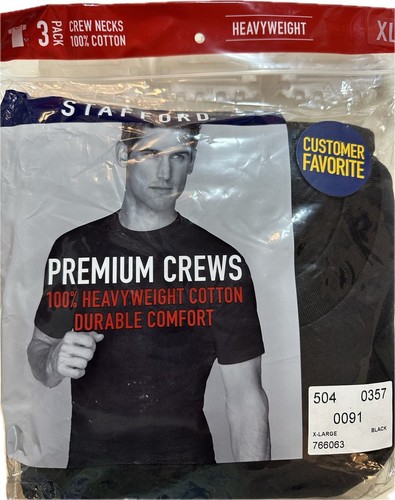 3 PACK CREW NECKS 100% COTTON
HEAVYWEIGHT
XL
STAFFORD
CUSTOMER
FAVORITE
PREMIUM CREWS
100% HEAVYWEIGHT COTTON
DURABLE COMFORT
504 0357
0091
X-LARGE BLACK
766063